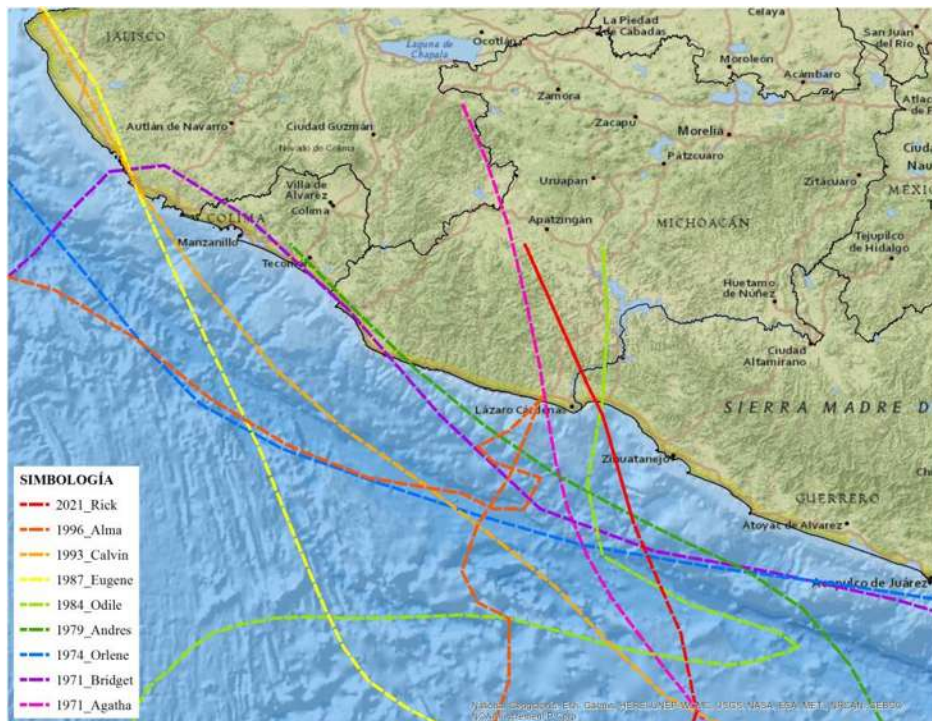 Celaya
La Piedad
de Cabadas
San Juan
del Río
JALISCO
Ocotlán
Laguna de
Chapala
Moroleón
Acámbaro
Zamora
Zacapu
Autlán de Navarro
Ciudad Guzmán
Morelia
Nevado de Colima
Pátzcuaro
Uruapan
Zitácuaro
Villa de
Alvarez
Colima
COLIMA
Apatzingán
MICHOACÁN
Manzanillo
Tejupilco
de Hidalgo
Tecomán
Huetamo
de Núñez
Ciudad
Altamirano
Lázaro Cárdenas
SIERRA MADRE D
Zihuatanejo
GUERRERO
Atoyac de Alvarez
Acapulco de Juárez
SIMBOLOGÍA
2021_Rick
1996_Alma
1993_Calvin
1987_Eugene
1984_Odile
1979_Andres
1974_Orlene
1971_Bridget
1971_Agatha